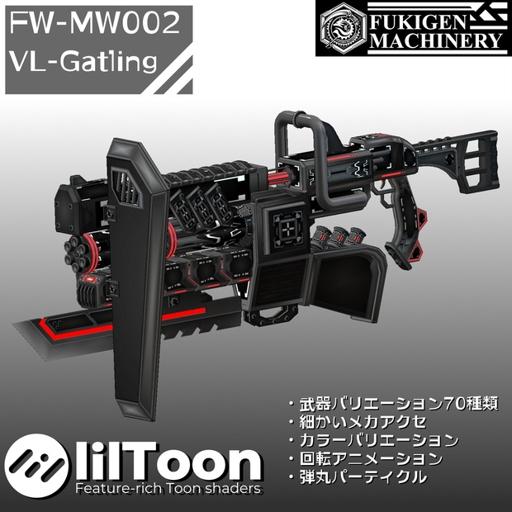 FW-MW002
VL-Gatling
FUKIGEN
MACHINERY
・武器バリエーション70種類
・細かいメカアクセ
・カラーバリエーション
・回転アニメーション
・弾丸パーティクル
lilToon
Feature-rich Toon shaders